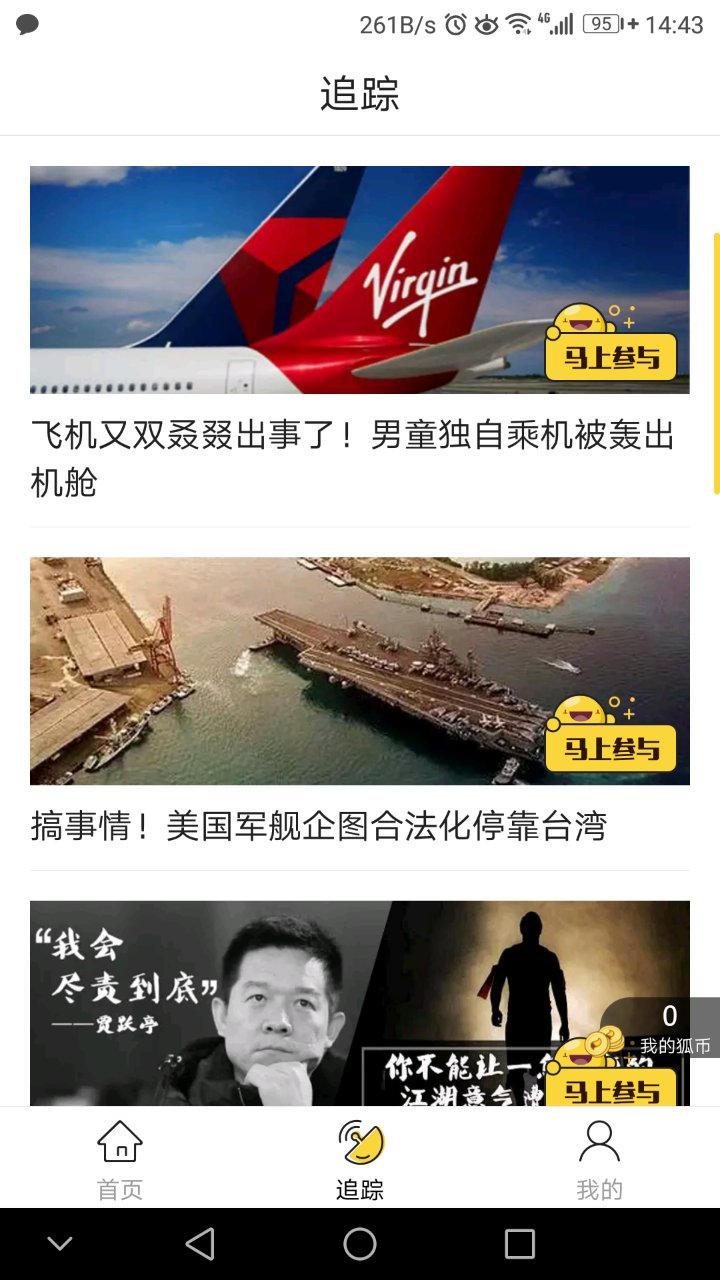 261B/s
4G
95
14:43
追踪
Virgin
马上参与
飞机又双叒叕出事了！男童独自乘机被轰出
机舱
马上参与
搞事情！美国军舰企图合法化停靠台湾
“我会
尽责到底”
——贾跃亭
0
我的狐币
你不能让一
江湖意气
马上参与
首页
追踪
我的